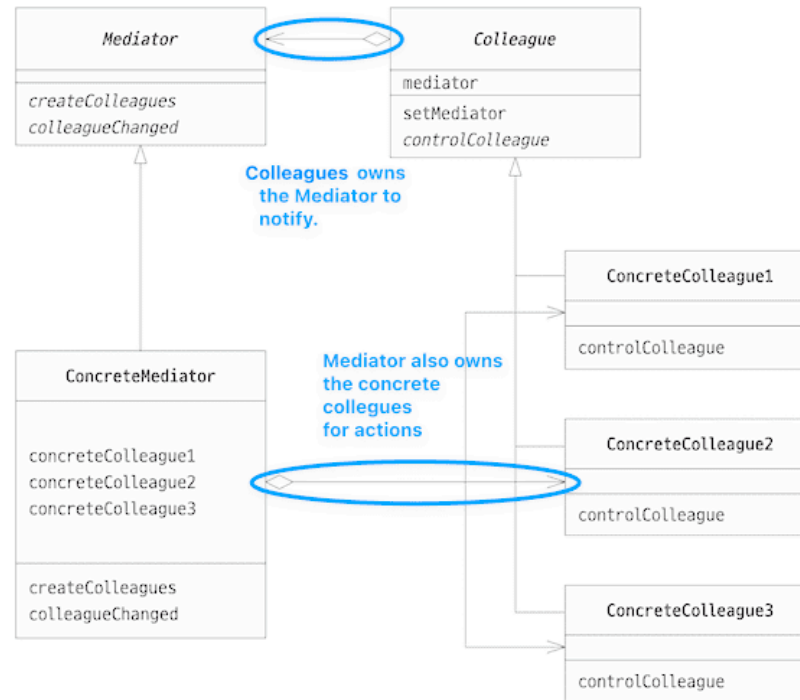 Mediator
Colleague
createColleagues
colleagueChanged
mediator
setMediator
controlColleague
Colleagues owns
the Mediator to
notify.
ConcreteColleague1
controlColleague
Mediator also owns
the concrete
collegues
for actions
ConcreteMediator
concreteColleague1
concreteColleague2
concreteColleague3
createColleagues
colleagueChanged
ConcreteColleague2
controlColleague
ConcreteColleague3
controlColleague